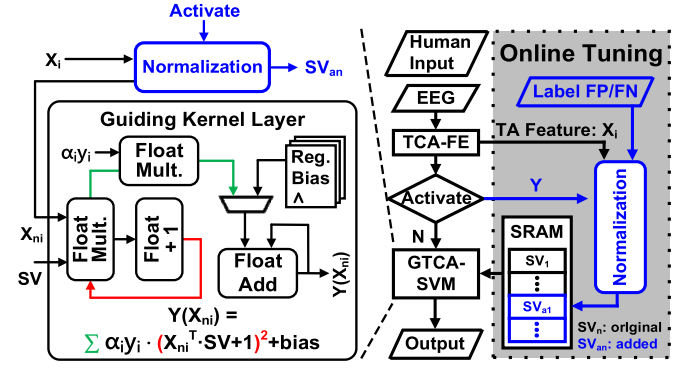 Activate
Xi
Normalization
SVan
Guiding Kernel Layer
αiyi
Float
Mult.
Reg.
Bias
^
Xni
Float
Mult.
Float
+1
SV
Float
Add
Y(Xni)
Y(Xni) =
∑ αiyi · (XniT·SV+1)2+bias
Human
Input
EEG
TCA-FE
Activate
Y
N
GTCA-
SVM
Output
Online Tuning
Label FP/FN
TA Feature: Xi
Normalization
SRAM
SV1
SVa1
SVn: orIginal
SVan: added